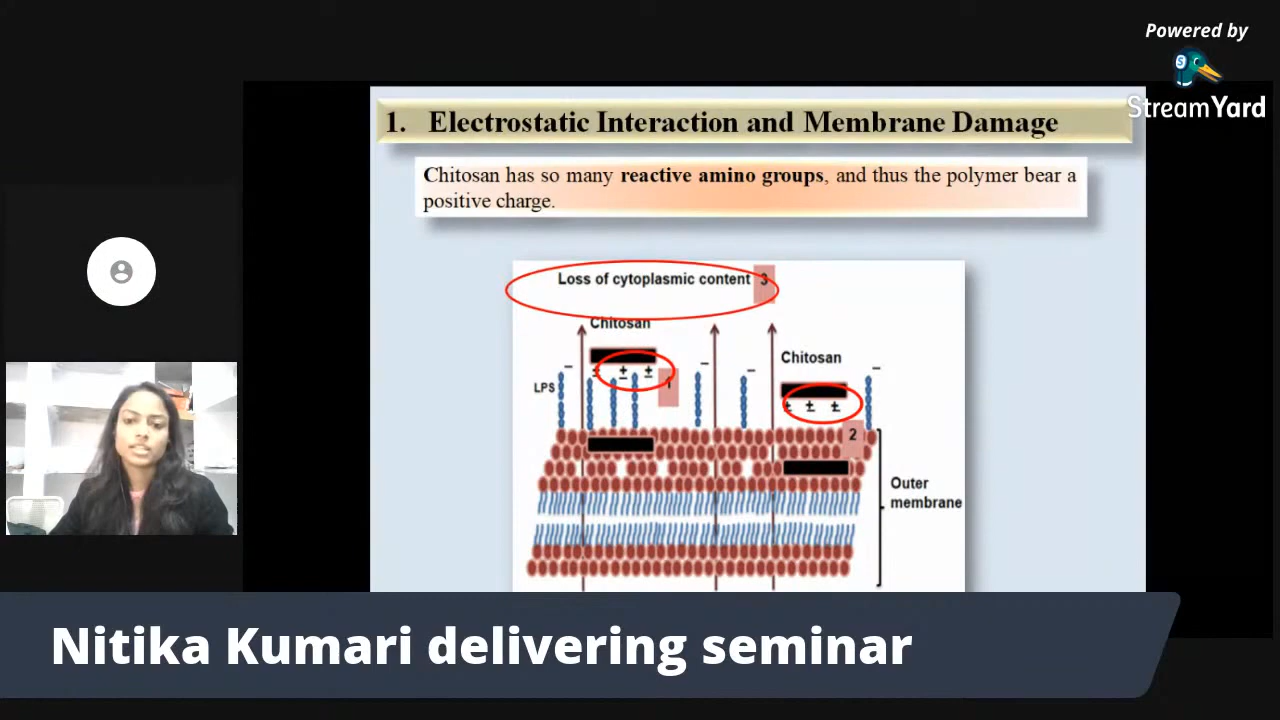 Powered by
StreamYard
1. Electrostatic Interaction and Membrane Damage
Chitosan has so many reactive amino groups, and thus the polymer bear a
positive charge.
Loss of cytoplasmic content 3
Chitosan
Chitosan
LPS
1
2
Outer
membrane
Nitika Kumari delivering seminar